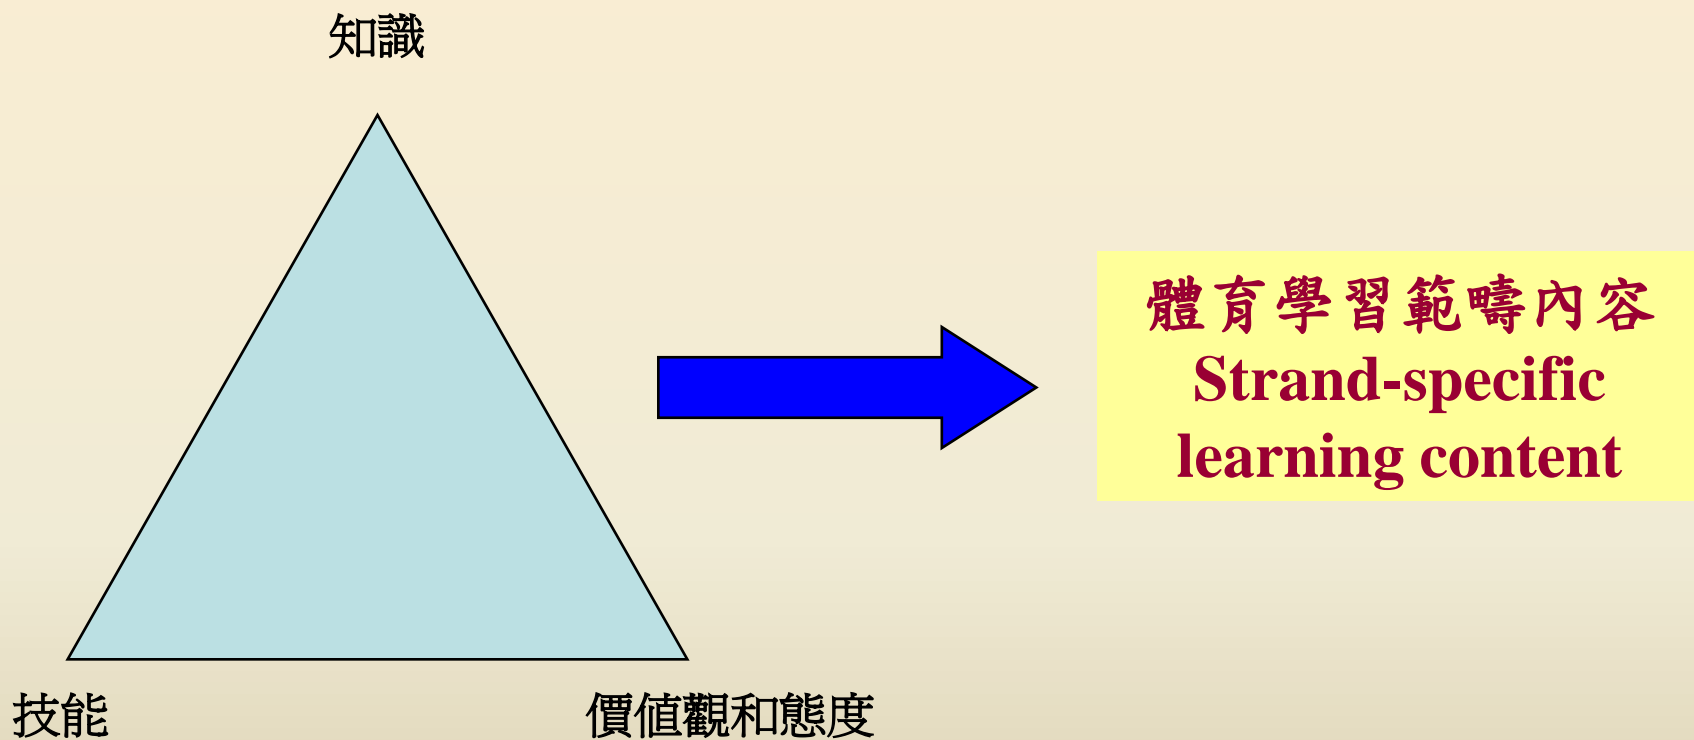 知識
體育學習範疇內容
Strand-specific
learning content
技能
價值觀和態度